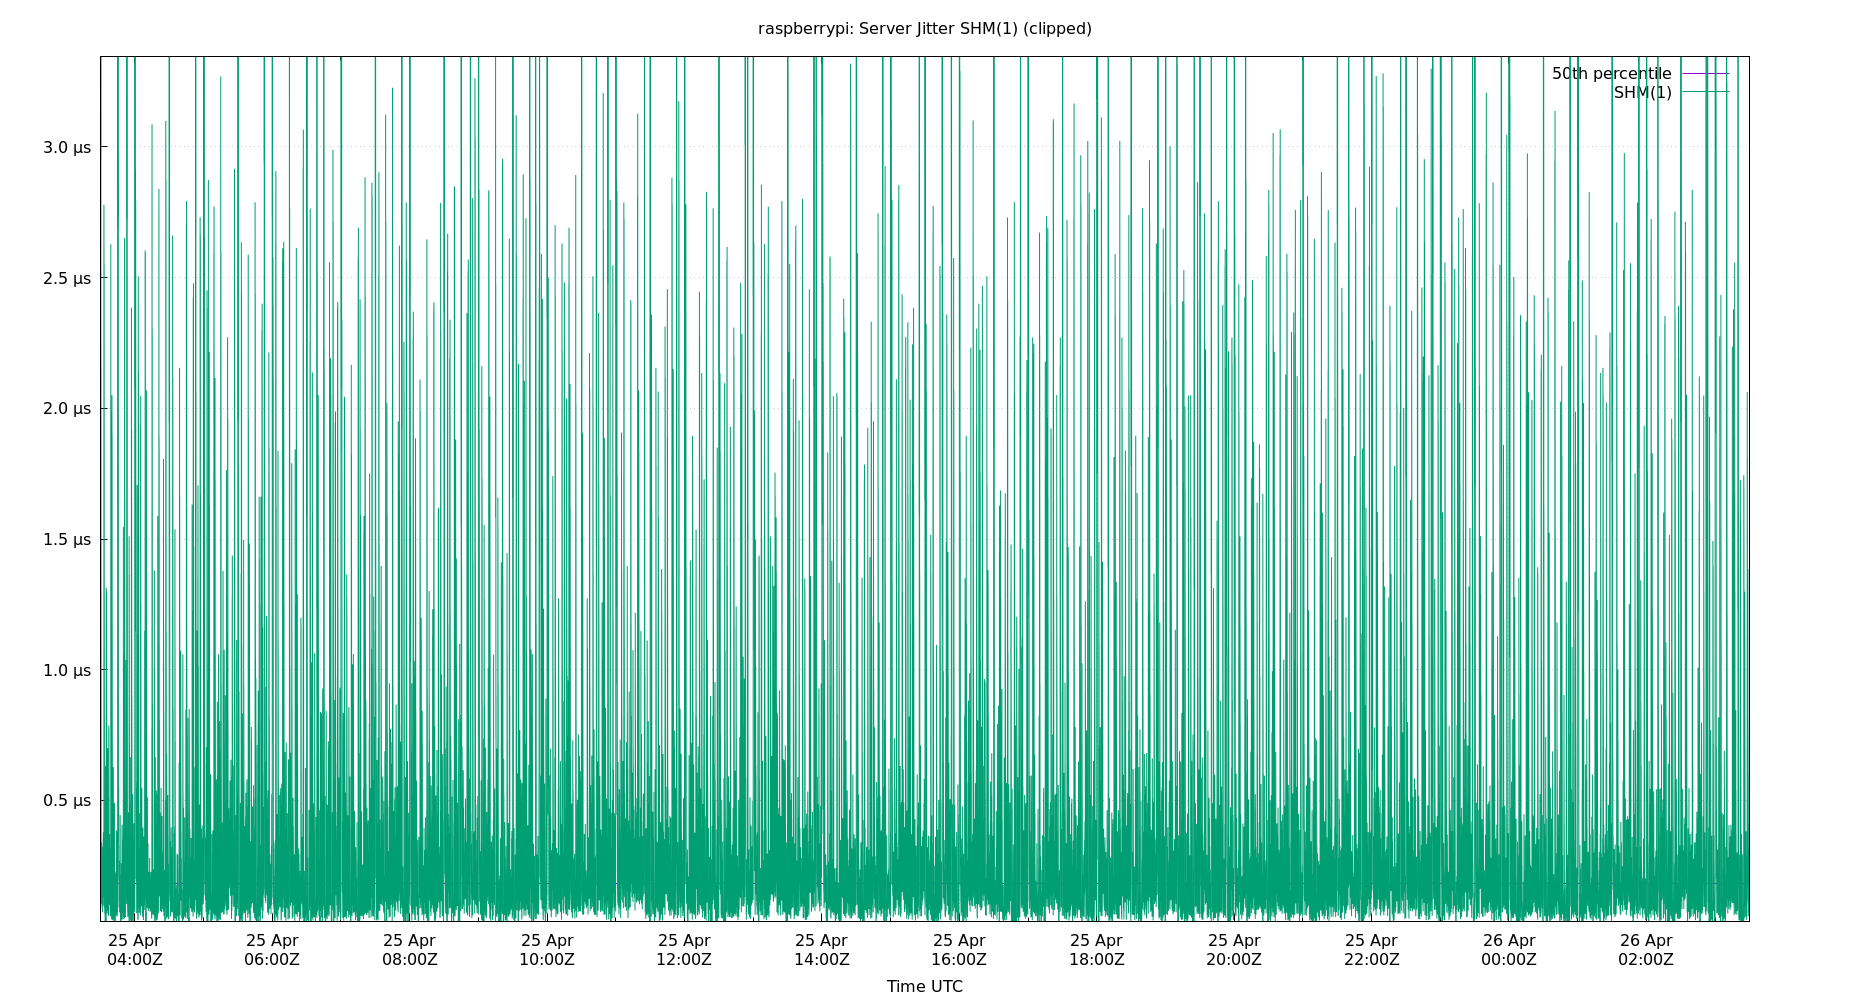 raspberrypi: Server Jitter SHM(1) (clipped)
50th percentile
SHM(1)
3.0 µs
2.5 µs
2.0 µs
1.5 µs
1.0 µs
0.5 µs
25 Apr 25 Apr 25 Apr 25 Apr 25 Apr 25 Apr 25 Apr 25 Apr 25 Apr 25 Apr 26 Apr 26 Apr
04:00Z 06:00Z 08:00Z 10:00Z 12:00Z 14:00Z 16:00Z 18:00Z 20:00Z 22:00Z 00:00Z 02:00Z
Time UTC